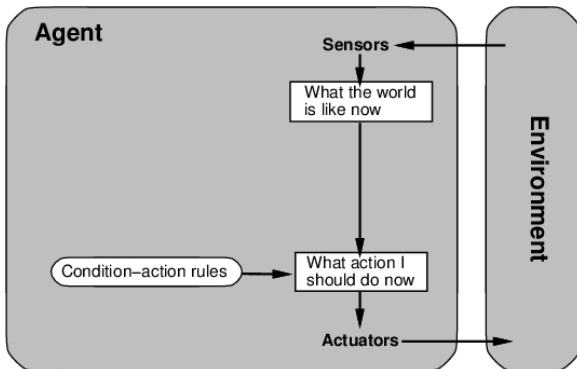 Agent
Sensors
What the world
is like now
Environment
Condition–action rules
What action I
should do now
Actuators